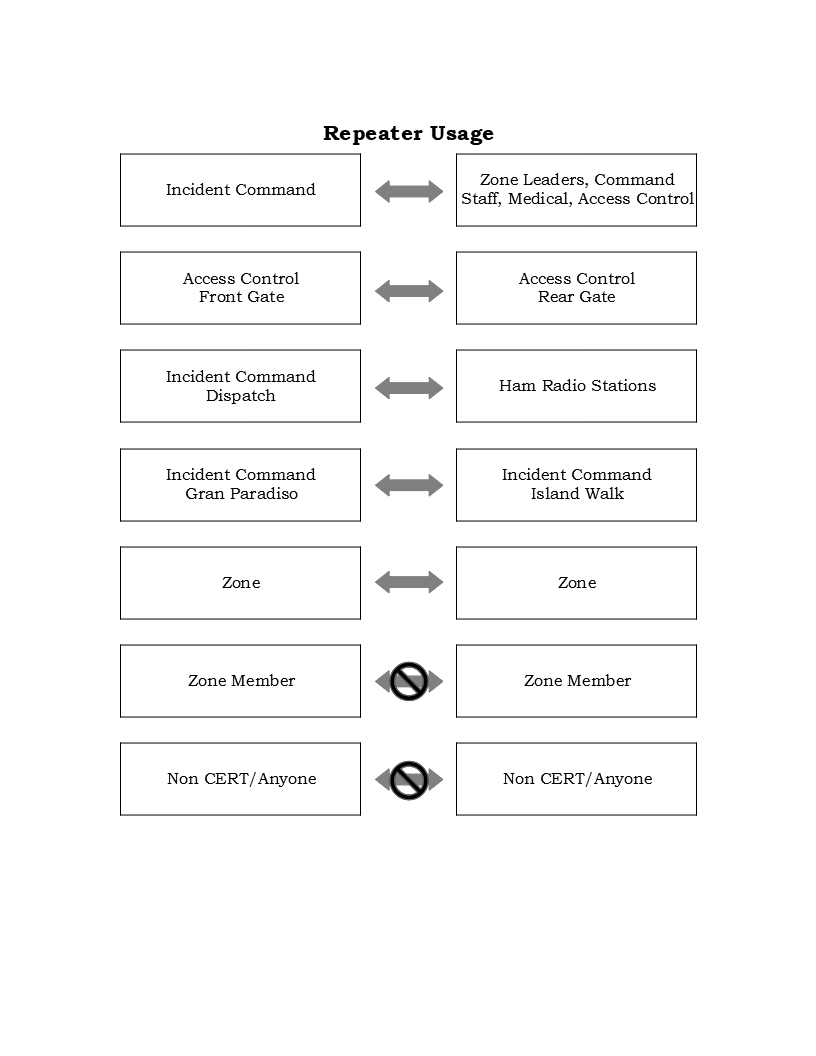 Repeater Usage
Incident Command
Zone Leaders, Command
Staff, Medical, Access Control
Access Control
Front Gate
Access Control
Rear Gate
Incident Command
Dispatch
Ham Radio Stations
Incident Command
Gran Paradiso
Incident Command
Island Walk
Zone
Zone
Zone Member
Zone Member
Non CERT/Anyone
Non CERT/Anyone